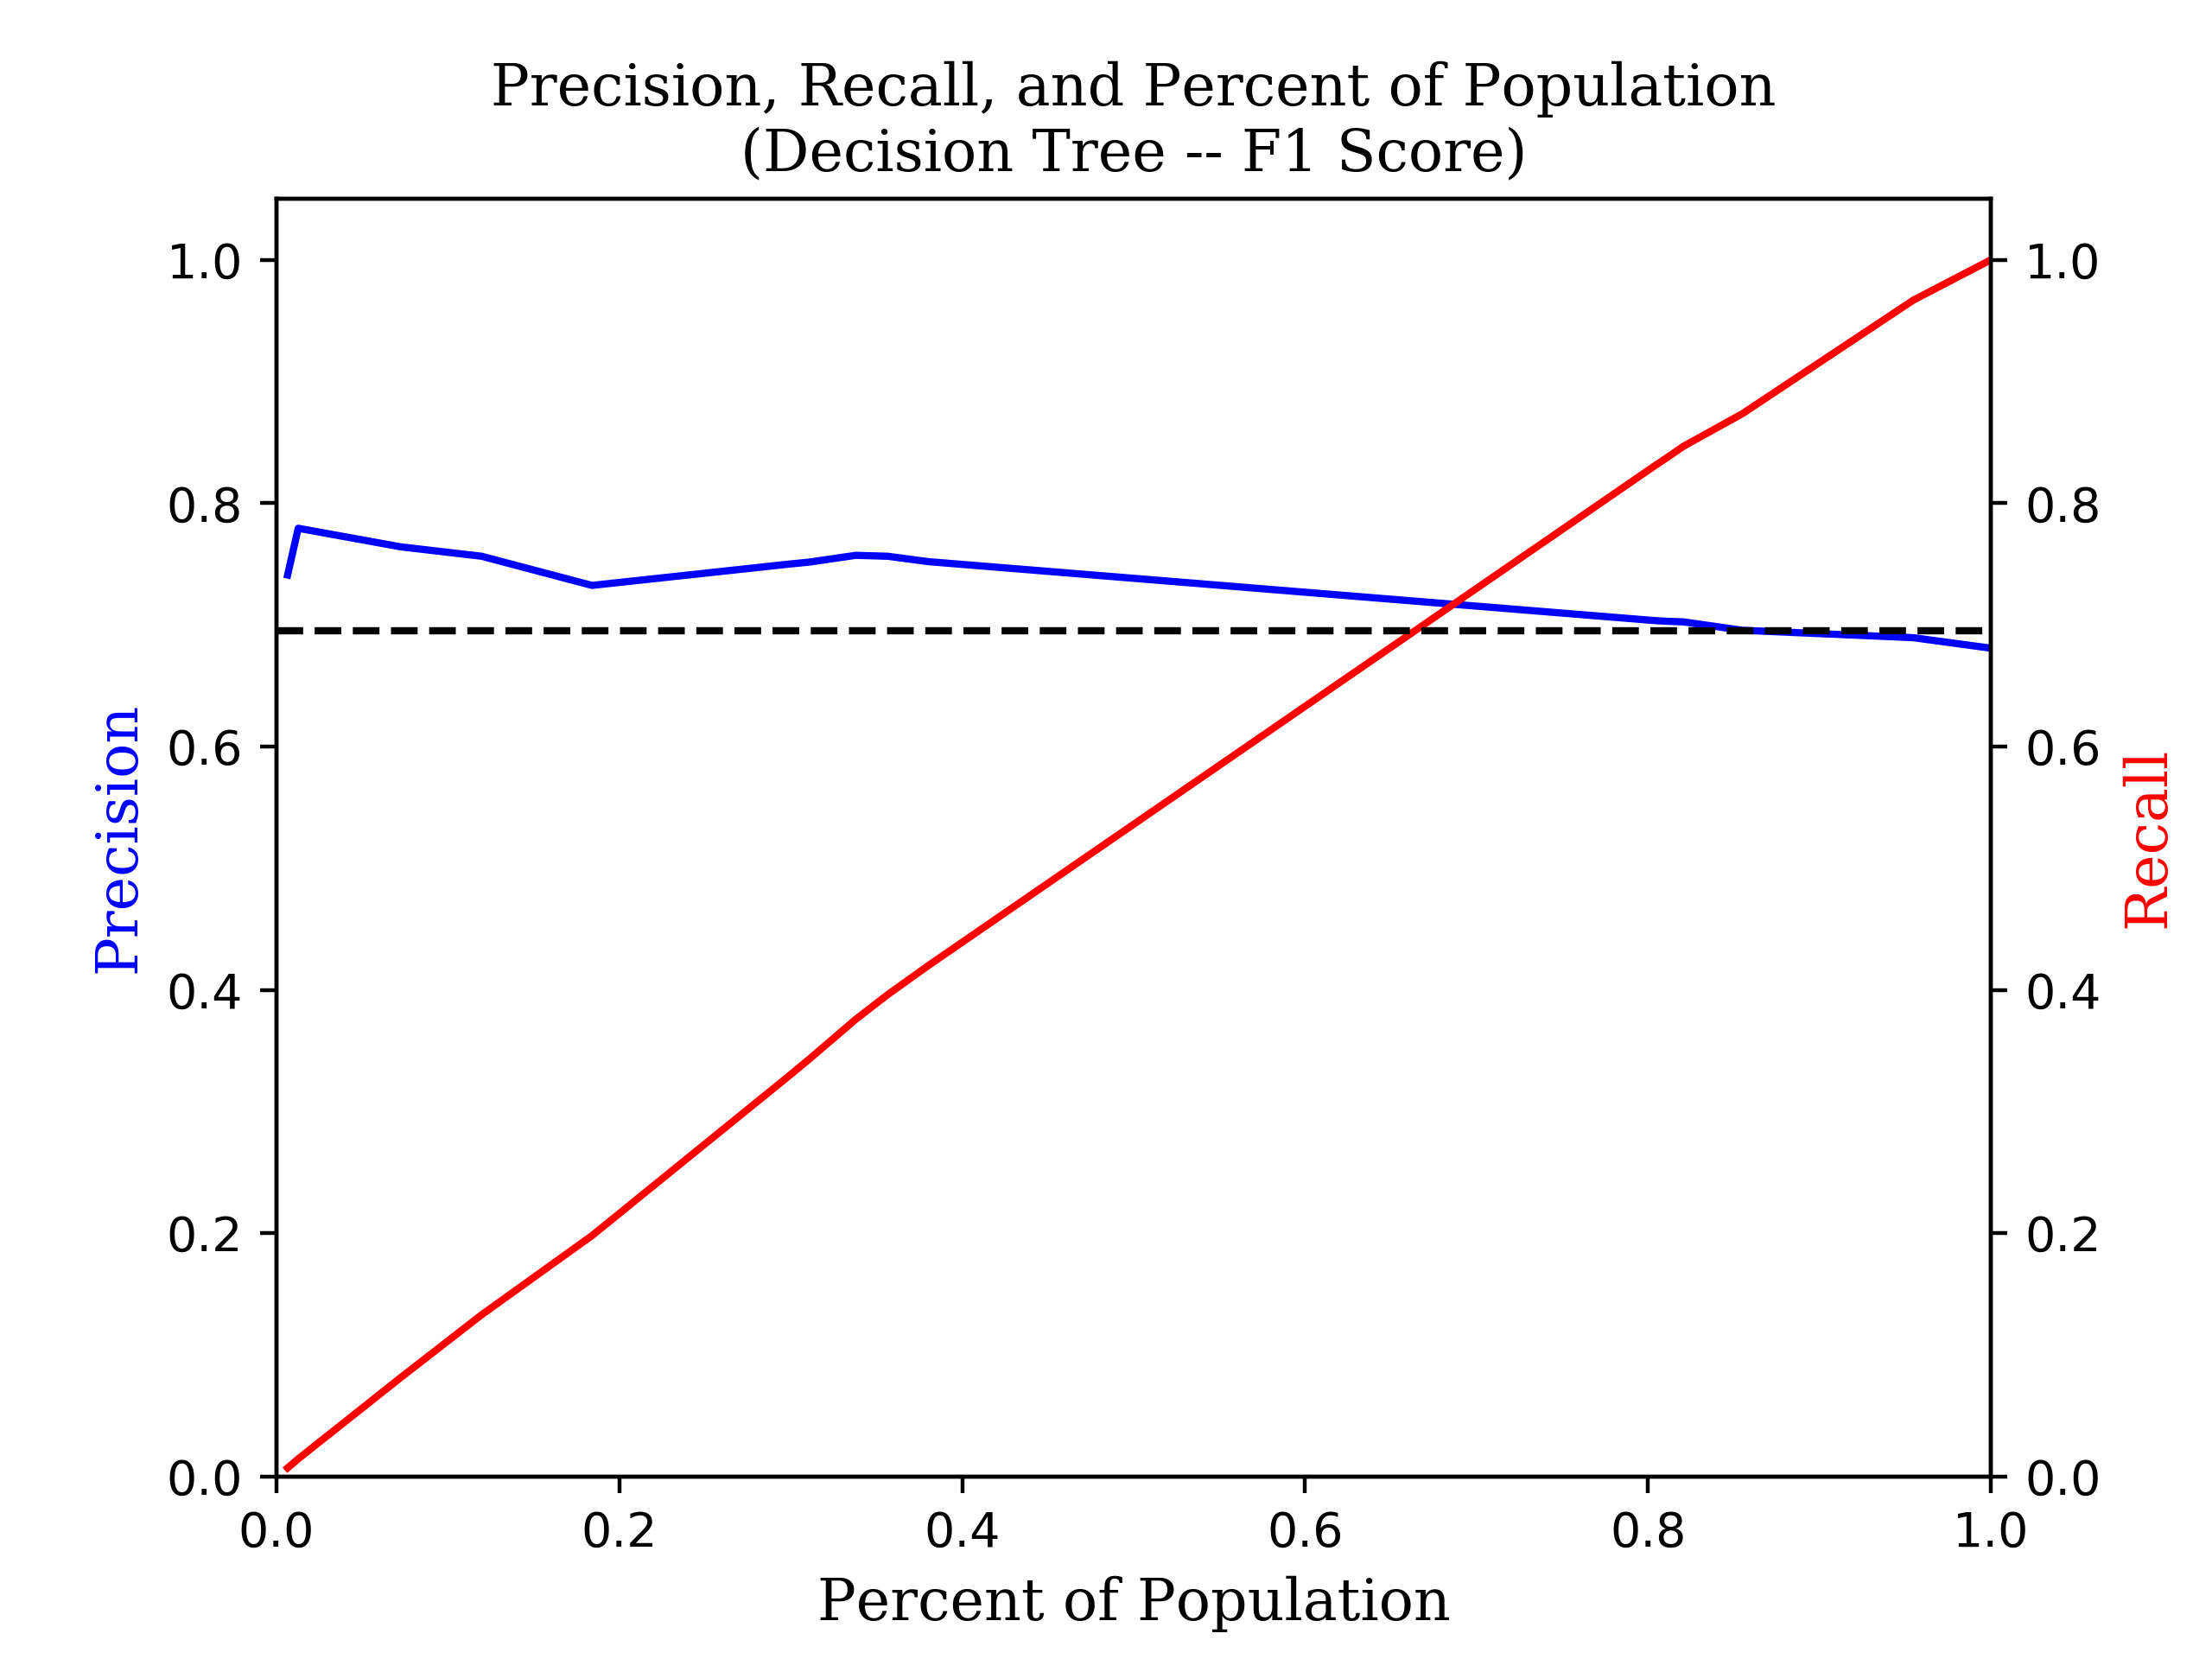 Precision, Recall, and Percent of Population
(Decision Tree -- F1 Score)
1.0
0.8
0.6
0.4
0.2
0.0
Precision
1.0
0.8
0.6
0.4
0.2
0.0
Recall
0.0 0.2 0.4 0.6 0.8 1.0
Percent of Population